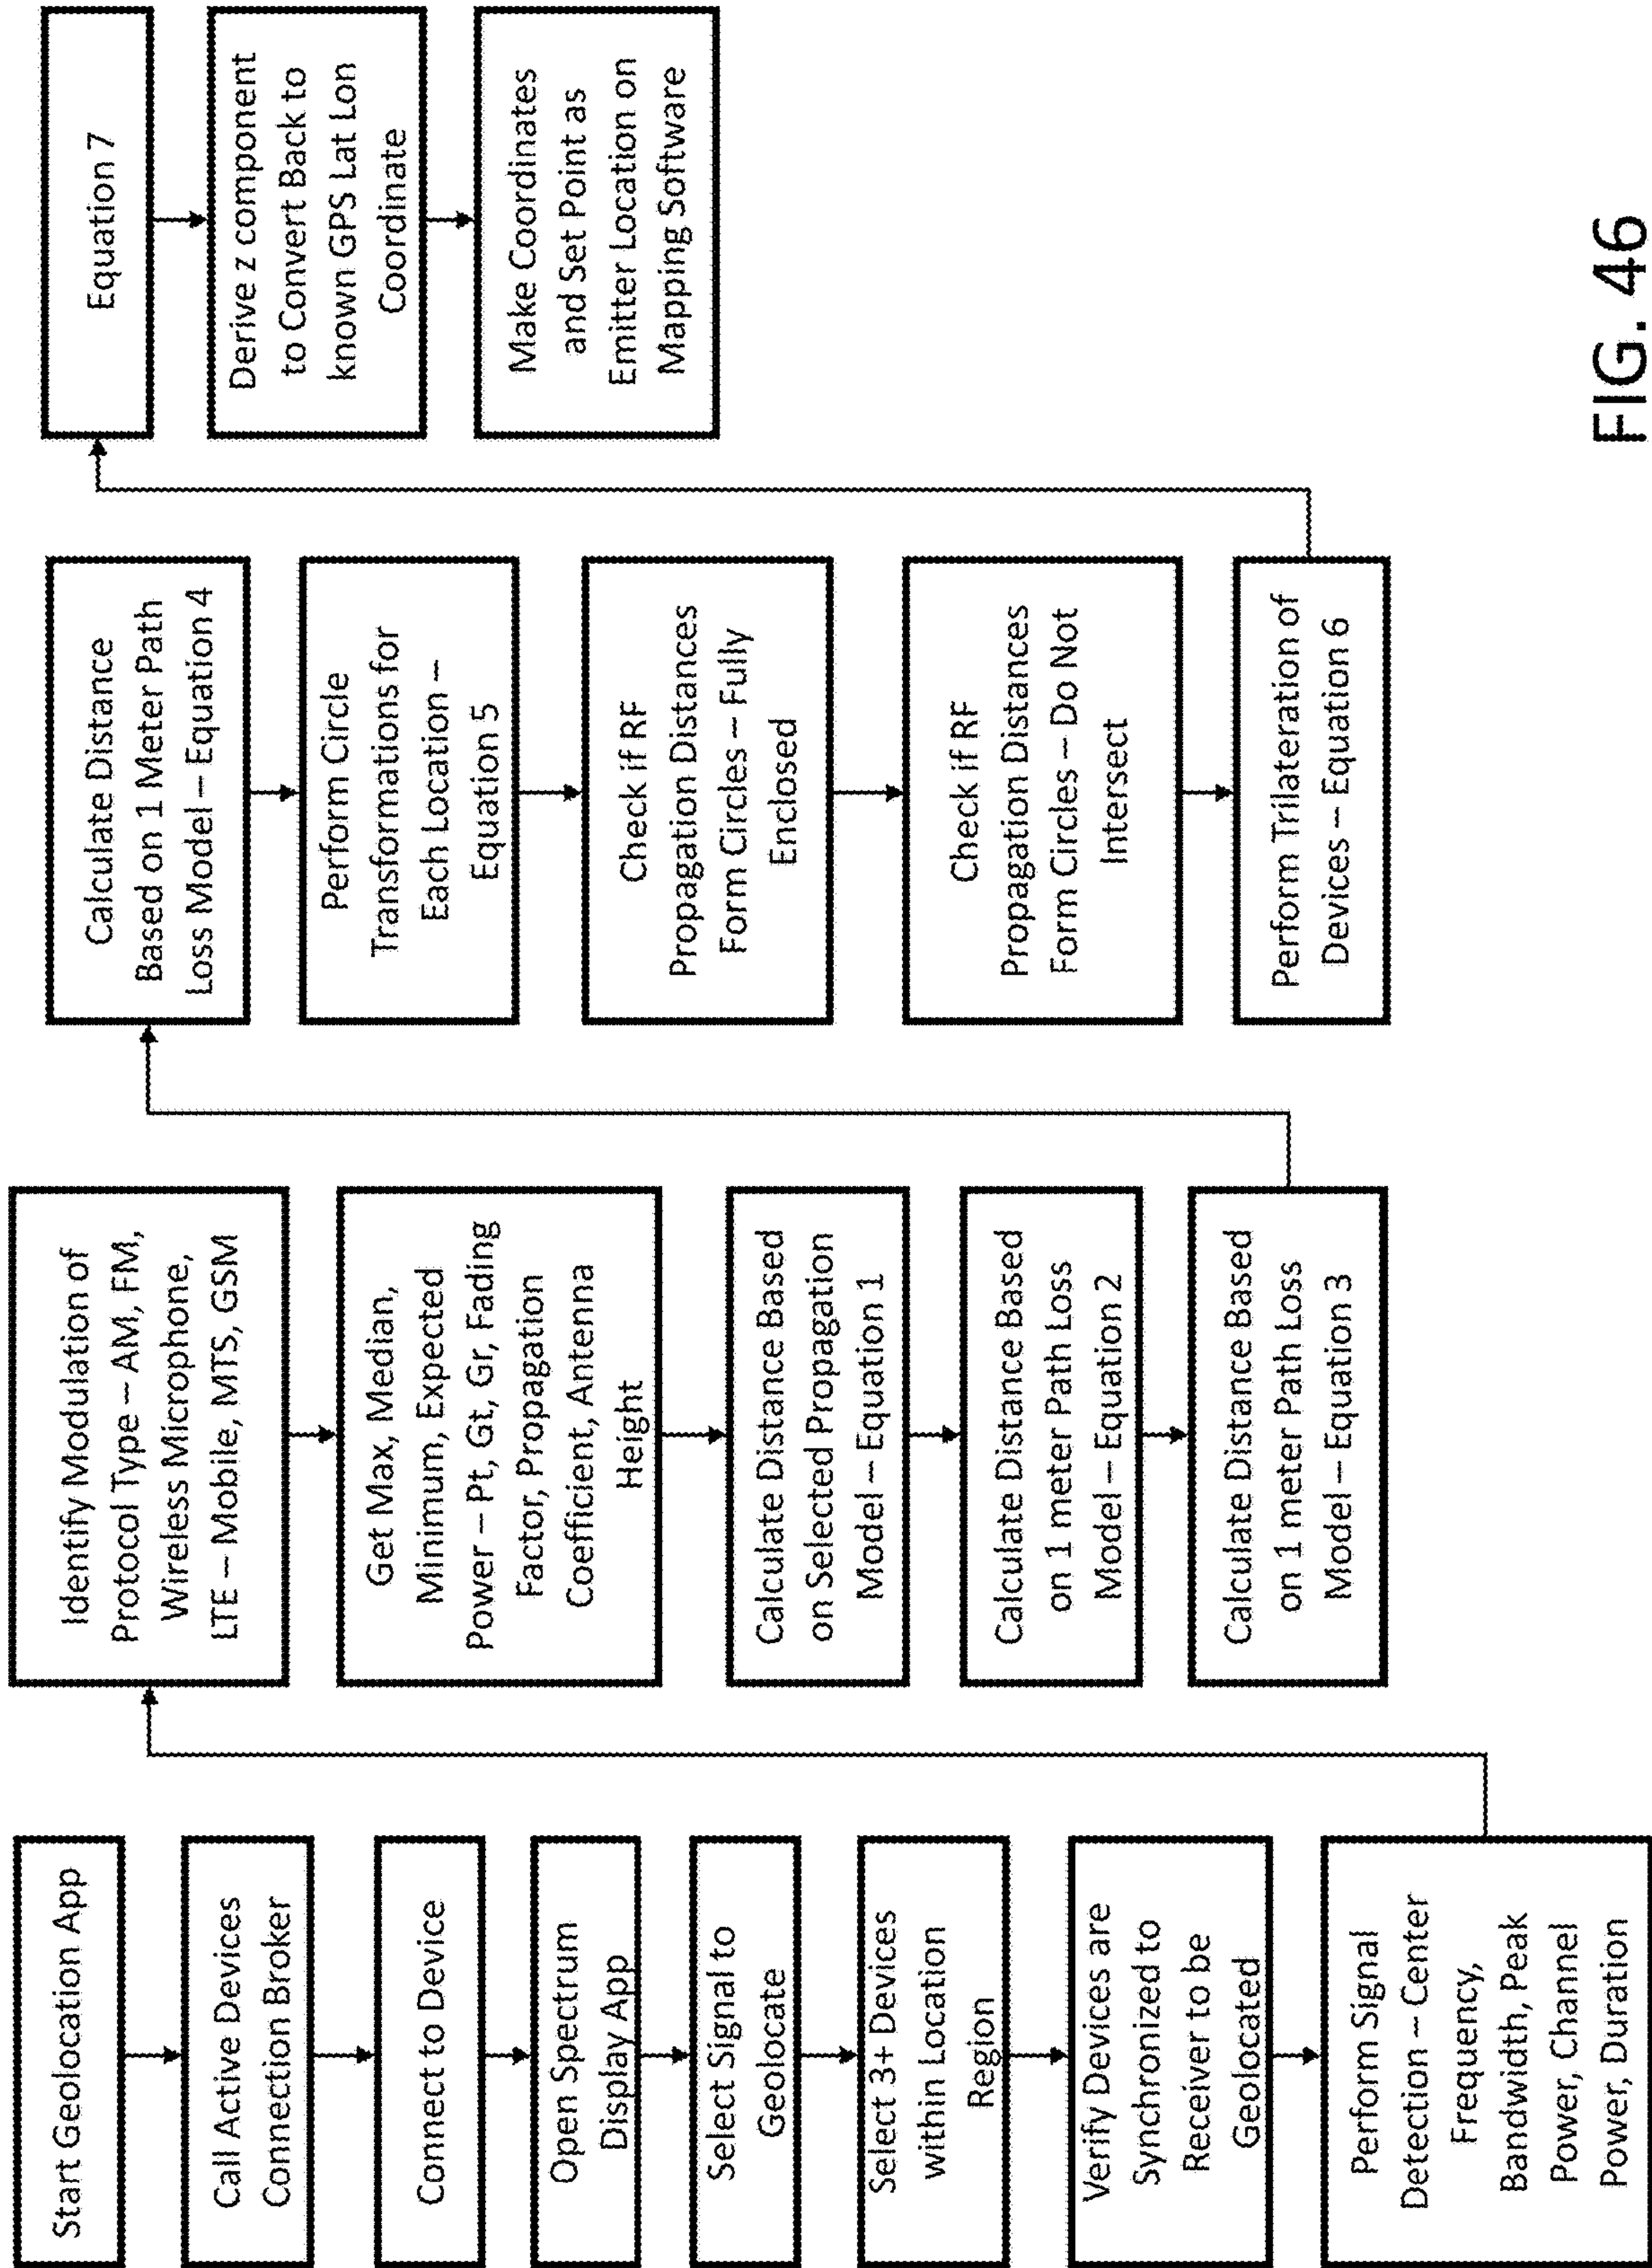 Start Geolocation App
Call Active Devices
Connection Broker
Connect to Device
Open Spectrum
Display App
Select Signal to
Geolocate
Select 3+ Devices
within Location
Region
Verify Devices are
Synchronized to
Receiver to be
Geolocated
Perform Signal
Detection – Center
Frequency,
Bandwidth, Peak
Power, Channel
Power, Duration
Identify Modulation of
Protocol Type – AM, FM,
Wireless Microphone,
LTE – Mobile, MTS, GSM
Get Max, Median,
Minimum, Expected
Power – Pt, Gt, Gr, Fading
Factor, Propagation
Coefficient, Antenna
Height
Calculate Distance Based
on Selected Propagation
Model – Equation 1
Calculate Distance Based
on 1 meter Path Loss
Model – Equation 2
Calculate Distance Based
on 1 meter Path Loss
Model – Equation 3
Calculate Distance
Based on 1 Meter Path
Loss Model – Equation 4
Perform Circle
Transformations for
Each Location –
Equation 5
Check if RF
Propagation Distances
Form Circles – Fully
Enclosed
Check if RF
Propagation Distances
Form Circles – Do Not
Intersect
Perform Trilateration of
Devices – Equation 6
Equation 7
Derive z component
to Convert Back to
known GPS Lat Lon
Coordinate
Make Coordinates
and Set Point as
Emitter Location on
Mapping Software
FIG. 46